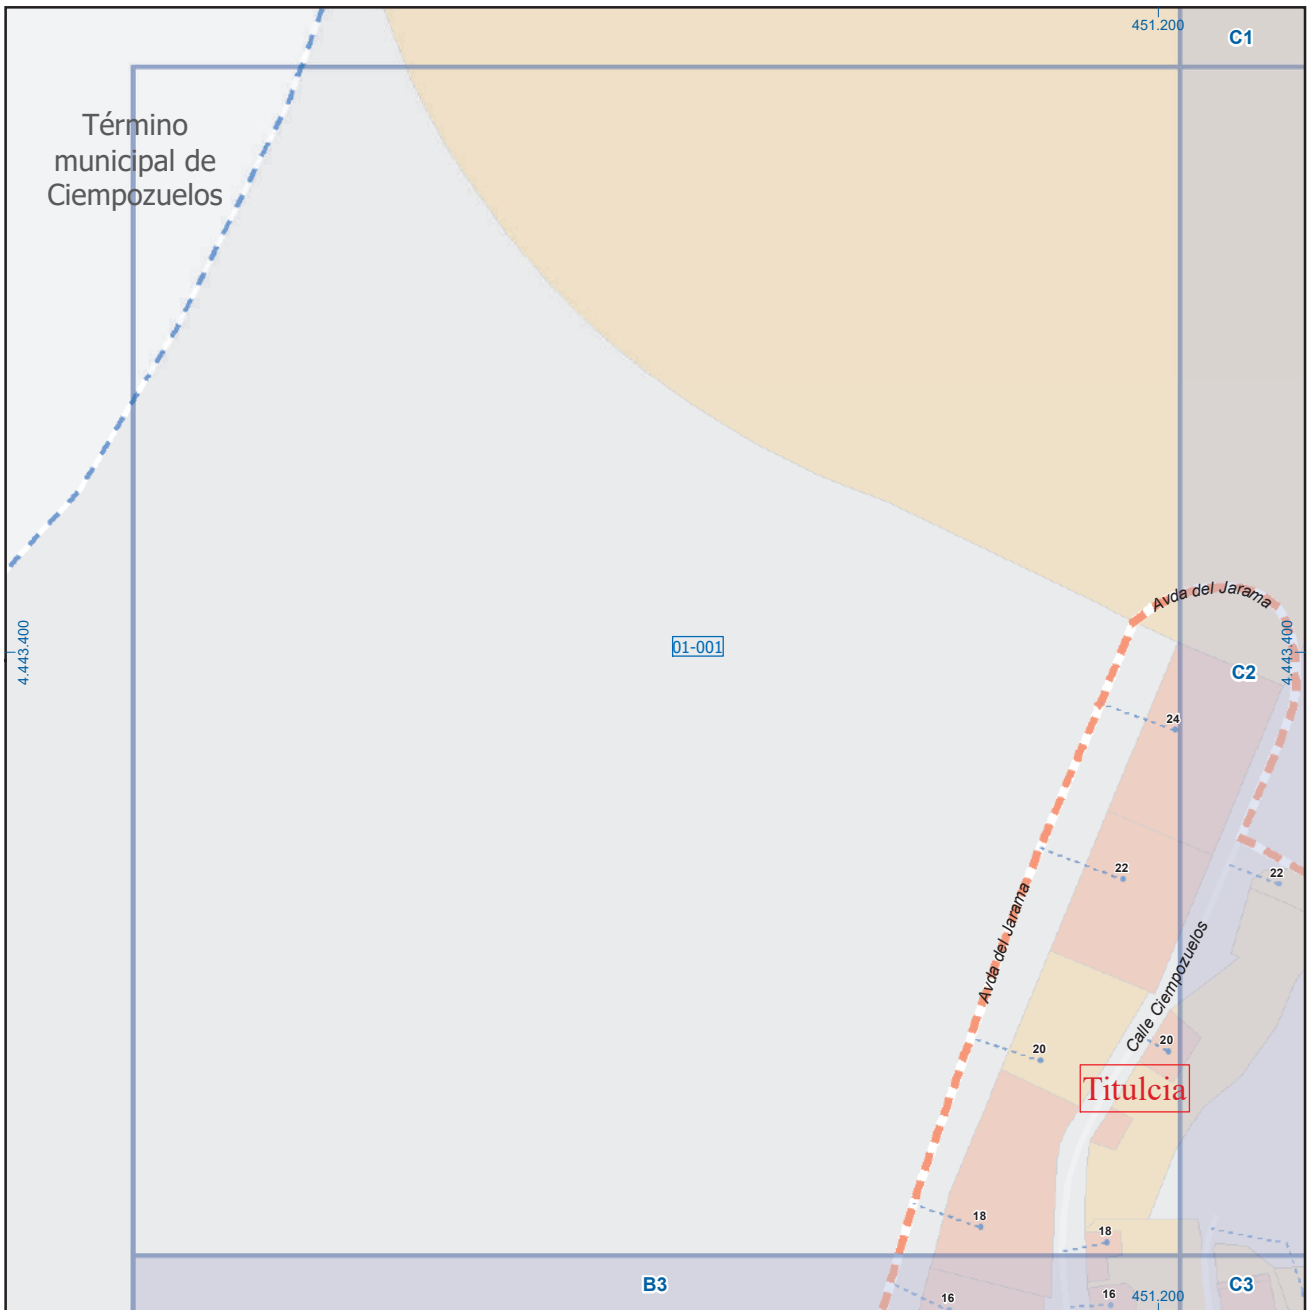 451.200
C1
Término
municipal de
Ciempozuelos
Avda del Jarama
4.443.400
01-001
4.443.400
C2
24
22
22
Avda del Jarama
Calle Ciempozuelos
20
20
Titulcia
18
18
B3
C3
16
16
451.200